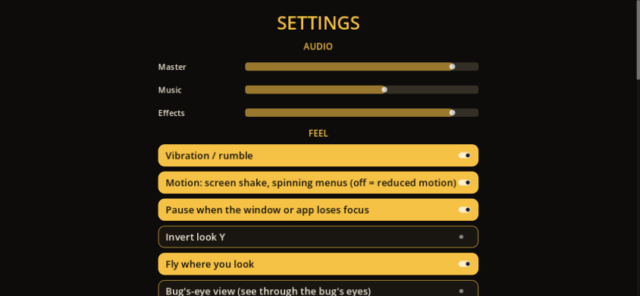 SETTINGS
AUDIO
Master
Music
Effects
FEEL
Vibration / rumble
Motion: screen shake, spinning menus (off = reduced motion)
Pause when the window or app loses focus
Invert look Y
Fly where you look
Bug's-eye view (see through the bug's eyes)